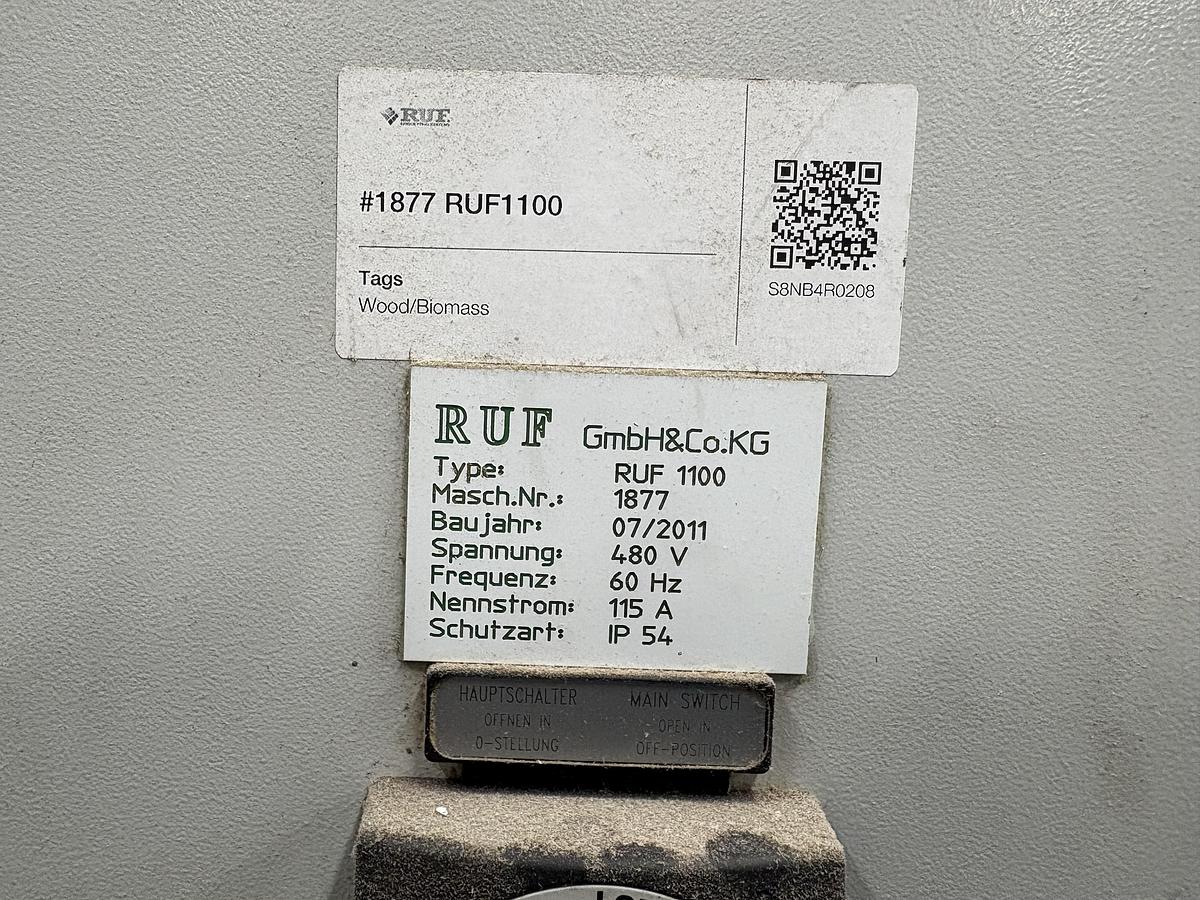 RUF
#1877 RUF1100
Tags
Wood/Biomass
S8NB4R0208
RUF GmbH&Co.KG
Type: RUF 1100
Masch.Nr.: 1877
Baujahr: 07/2011
Spannung: 480 V
Frequenz: 60 Hz
Nennstrom: 115 A
Schutzart: IP 54
HAUPTSCHALTER
ÖFFNEN IN
0-STELLUNG
MAIN SWITCH
OPEN IN
OFF-POSITION